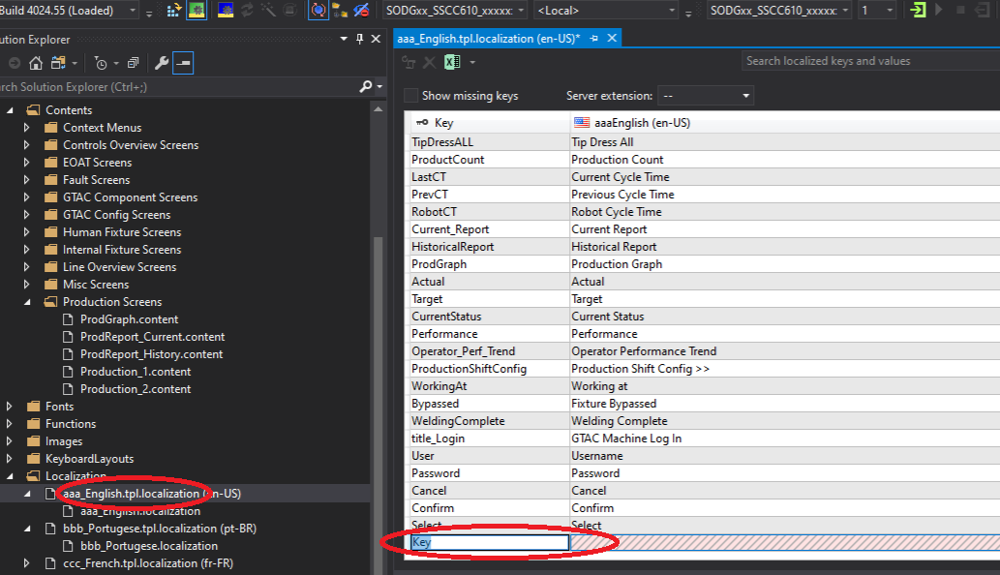 Build 4024.55 (Loaded)
SODGxx_SSCC610_xxxxx:
<Local>
SODGxx_SSCC610_xxxxx:
1
ution Explorer
rch Solution Explorer (Ctrl+;)
Contents
Context Menus
Controls Overview Screens
EOAT Screens
Fault Screens
GTAC Component Screens
GTAC Config Screens
Human Fixture Screens
Internal Fixture Screens
Line Overview Screens
Misc Screens
Production Screens
ProdGraph.content
ProdReport_Current.content
ProdReport_History.content
Production_1.content
Production_2.content
Fonts
Functions
Images
KeyboardLayouts
Localization
aaa_English.tpl.localization (en-US)
aaa_English.localization
bbb_Portugese.tpl.localization (pt-BR)
bbb_Portugese.localization
ccc_French.tpl.localization (fr-FR)
aaa_English.tpl.localization (en-US)*
Search localized keys and values
Show missing keys
Server extension: --
Key aaaEnglish (en-US)
TipDressALL Tip Dress All
ProductCount Production Count
LastCT Current Cycle Time
PrevCT Previous Cycle Time
RobotCT Robot Cycle Time
Current_Report Current Report
HistoricalReport Historical Report
ProdGraph Production Graph
Actual Actual
Target Target
CurrentStatus Current Status
Performance Performance
Operator_Perf_Trend Operator Performance Trend
ProductionShiftConfig Production Shift Config >>
WorkingAt Working at
Bypassed Fixture Bypassed
WeldingComplete Welding Complete
title_Login GTAC Machine Log In
User Username
Password Password
Cancel Cancel
Confirm Confirm
Select Select
Key